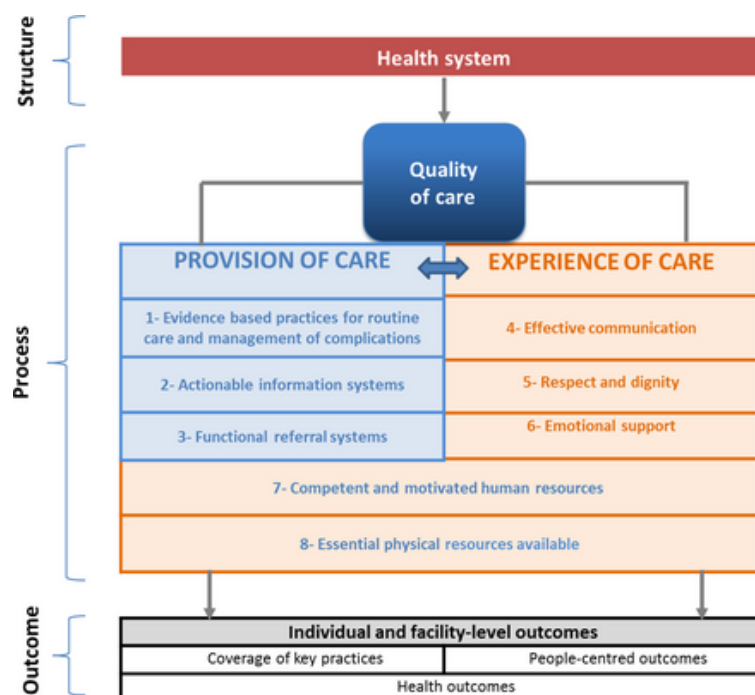 Structure
Health system
Quality
of care
Process
PROVISION OF CARE
EXPERIENCE OF CARE
1- Evidence based practices for routine
care and management of complications
4- Effective communication
2- Actionable information systems
5- Respect and dignity
3- Functional referral systems
6- Emotional support
7- Competent and motivated human resources
8- Essential physical resources available
Outcome
Individual and facility-level outcomes
Coverage of key practices
People-centred outcomes
Health outcomes